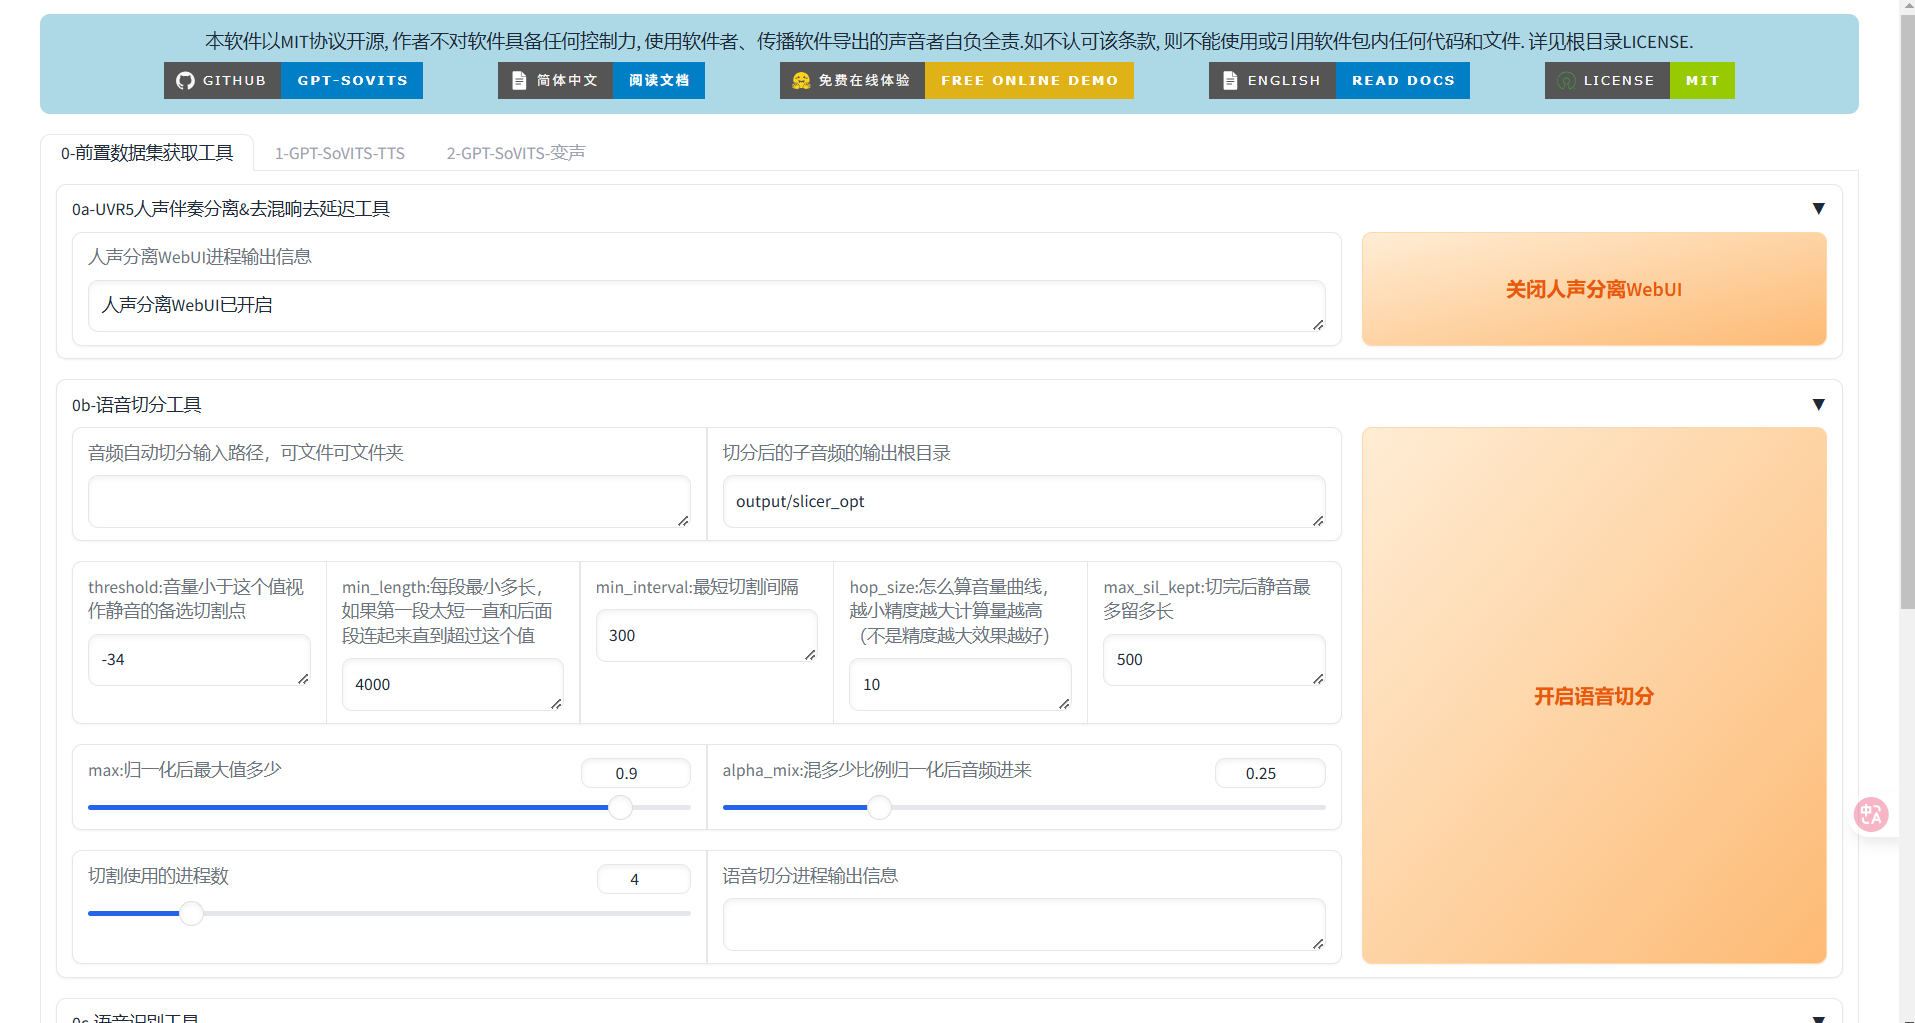 本软件以MIT协议开源, 作者不对软件具备任何控制力, 使用软件者、传播软件导出的声音者自负全责.如不认可该条款, 则不能使用或引用软件包内任何代码和文件. 详见根目录LICENSE.
GITHUB GPT-SOVITS 简体中文 阅读文档 免费在线体验 FREE ONLINE DEMO ENGLISH READ DOCS LICENSE MIT
0-前置数据集获取工具 1-GPT-SoVITS-TTS 2-GPT-SoVITS-变声
0a-UVR5人声伴奏分离&去混响去延迟工具 ▼
人声分离WebUI进程输出信息
人声分离WebUI已开启
关闭人声分离WebUI
0b-语音切分工具 ▼
音频自动切分输入路径，可文件可文件夹
切分后的子音频的输出根目录
output/slicer_opt
threshold:音量小于这个值视
作静音的备选切割点
-34
min_length:每段最小多长，
如果第一段太短一直和后面
段连起来直到超过这个值
4000
min_interval:最短切割间隔
300
hop_size:怎么算音量曲线，
越小精度越大计算量越高
（不是精度越大效果越好）
10
max_sil_kept:切完后静音最
多留多长
500
开启语音切分
max:归一化后最大值多少 0.9
alpha_mix:混多少比例归一化后音频进来 0.25
切割使用的进程数 4
语音切分进程输出信息
0c-语音识别工具 ▼